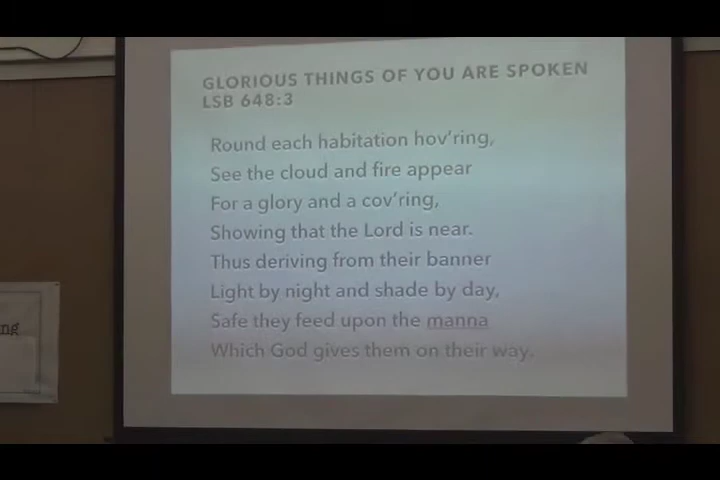 GLORIOUS THINGS OF YOU ARE SPOKEN
LSB 648:3
Round each habitation hov'ring,
See the cloud and fire appear
For a glory and a cov'ring,
Showing that the Lord is near.
Thus deriving from their banner
Light by night and shade by day,
Safe they feed upon the manna
Which God gives them on their way.